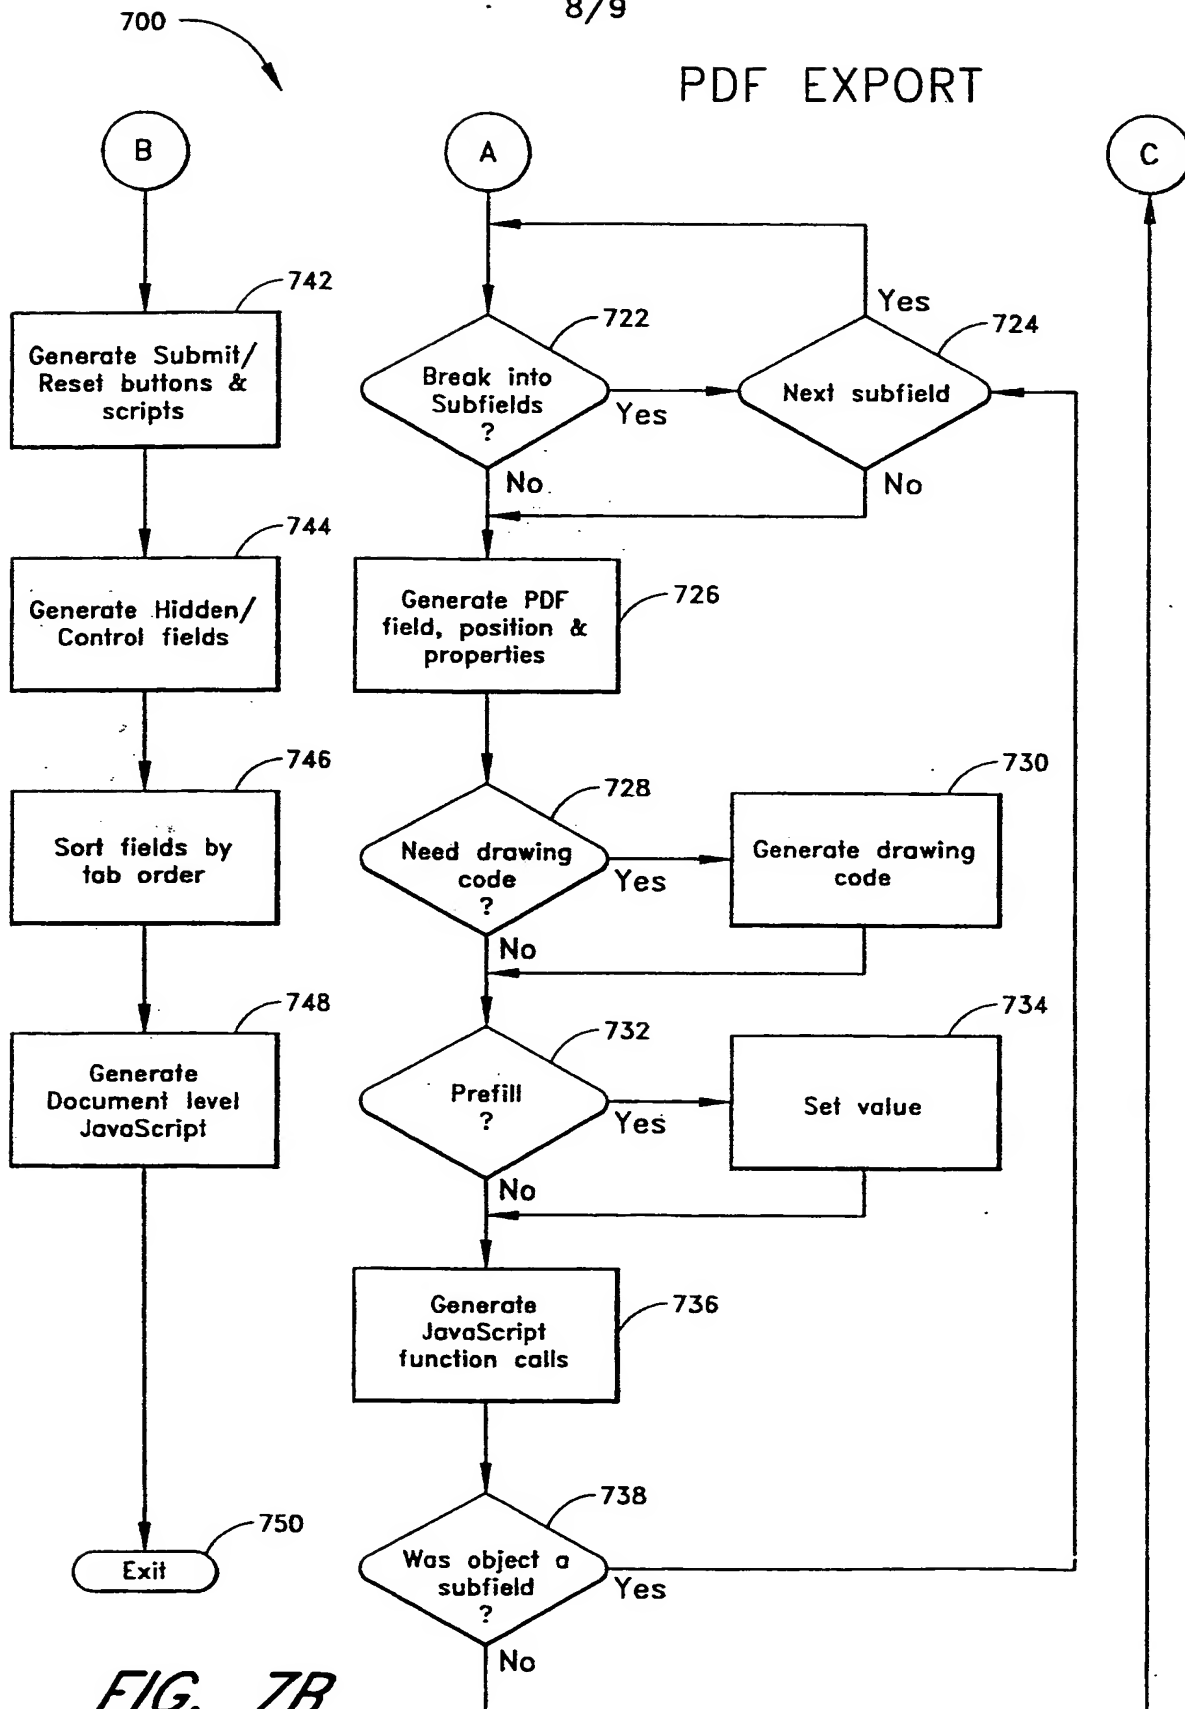 8/9
700
PDF EXPORT
B
742
Generate Submit/
Reset buttons &
scripts
744
Generate Hidden/
Control fields
746
Sort fields by
tab order
748
Generate
Document level
JavaScript
750
Exit
A
722
Break into
Subfields
?
Yes
No
724
Next subfield
Yes
No
726
Generate PDF
field, position &
properties
728
Need drawing
code
?
Yes
No
730
Generate drawing
code
732
Prefill
?
Yes
No
734
Set value
736
Generate
JavaScript
function calls
738
Was object a
subfield
?
Yes
No
C
FIG. 7B